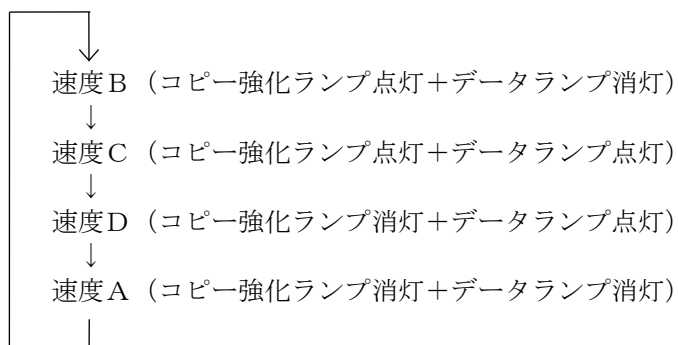 速度Ｂ（コピー強化ランプ点灯＋データランプ消灯）
↓
速度Ｃ（コピー強化ランプ点灯＋データランプ点灯）
↓
速度Ｄ（コピー強化ランプ消灯＋データランプ点灯）
↓
速度Ａ（コピー強化ランプ消灯＋データランプ消灯）